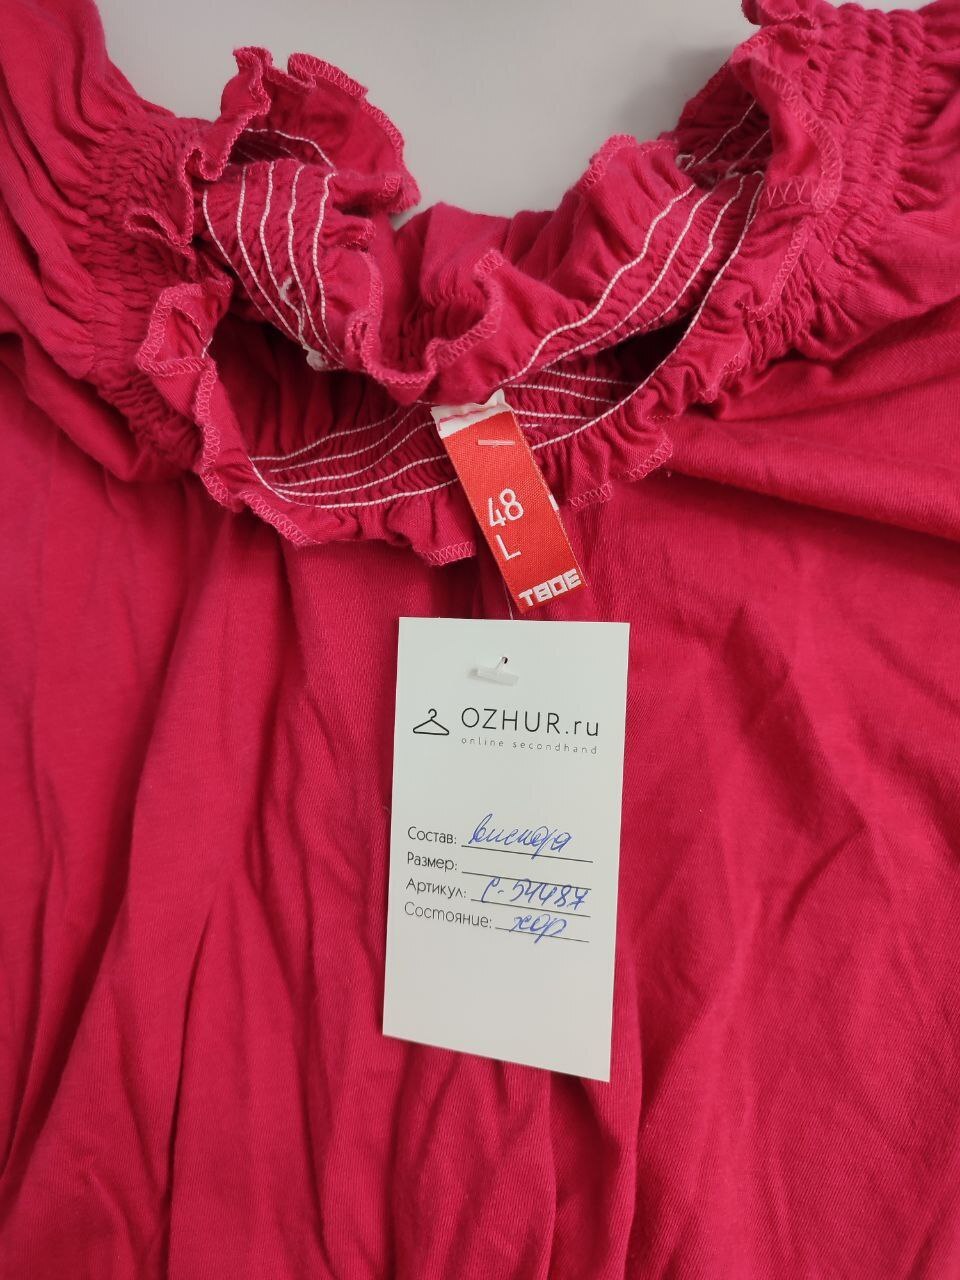 48
L
ТВОЕ
OZHUR.ru
online secondhand
Состав: вискоза
Размер:
Артикул: С-54487
Состояние: хор